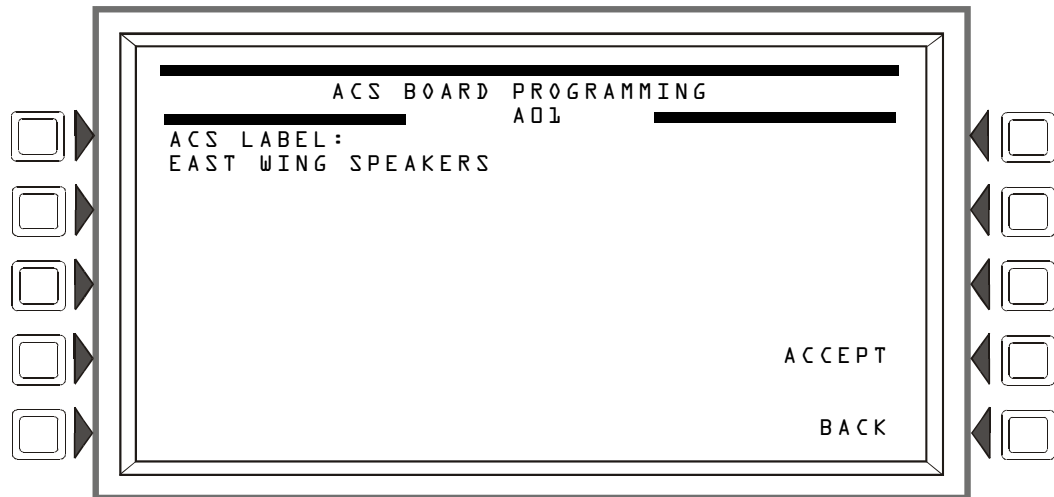 ACS BOARD PROGRAMMING
A01
ACS LABEL:
EAST WING SPEAKERS
ACCEPT
BACK